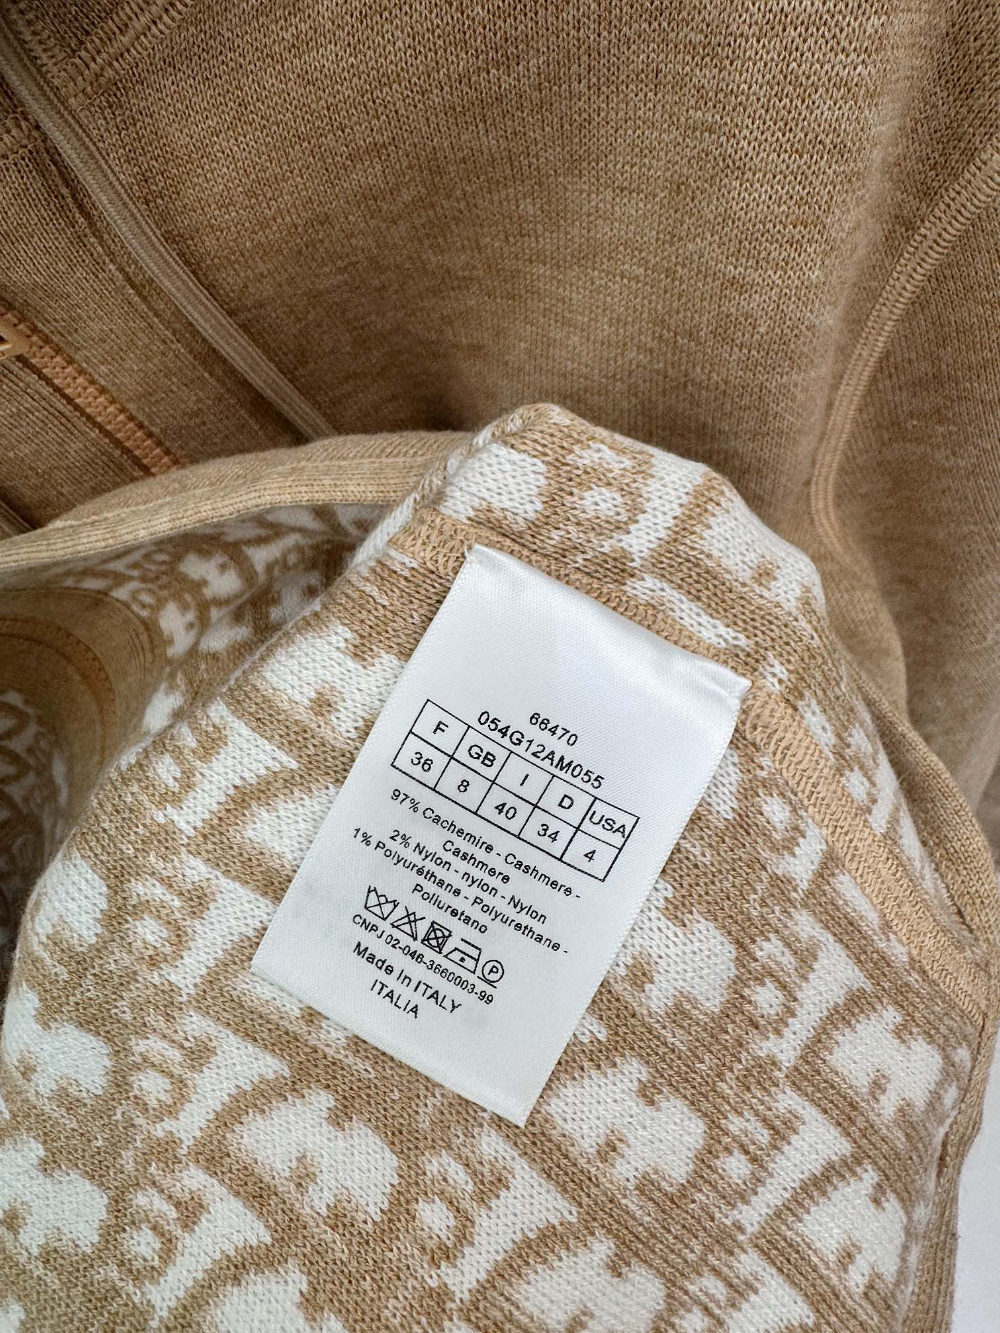 66470
054G12AM055
F GB I D USA
36 8 40 34 4
97% Cachemire - Cashmere -
Cashmere
2% Nylon - nylon - Nylon
1% Polyuréthane - Polyurethane -
Poliuretano
P
CNPJ 02-046-3660003-99
Made In ITALY
ITALIA